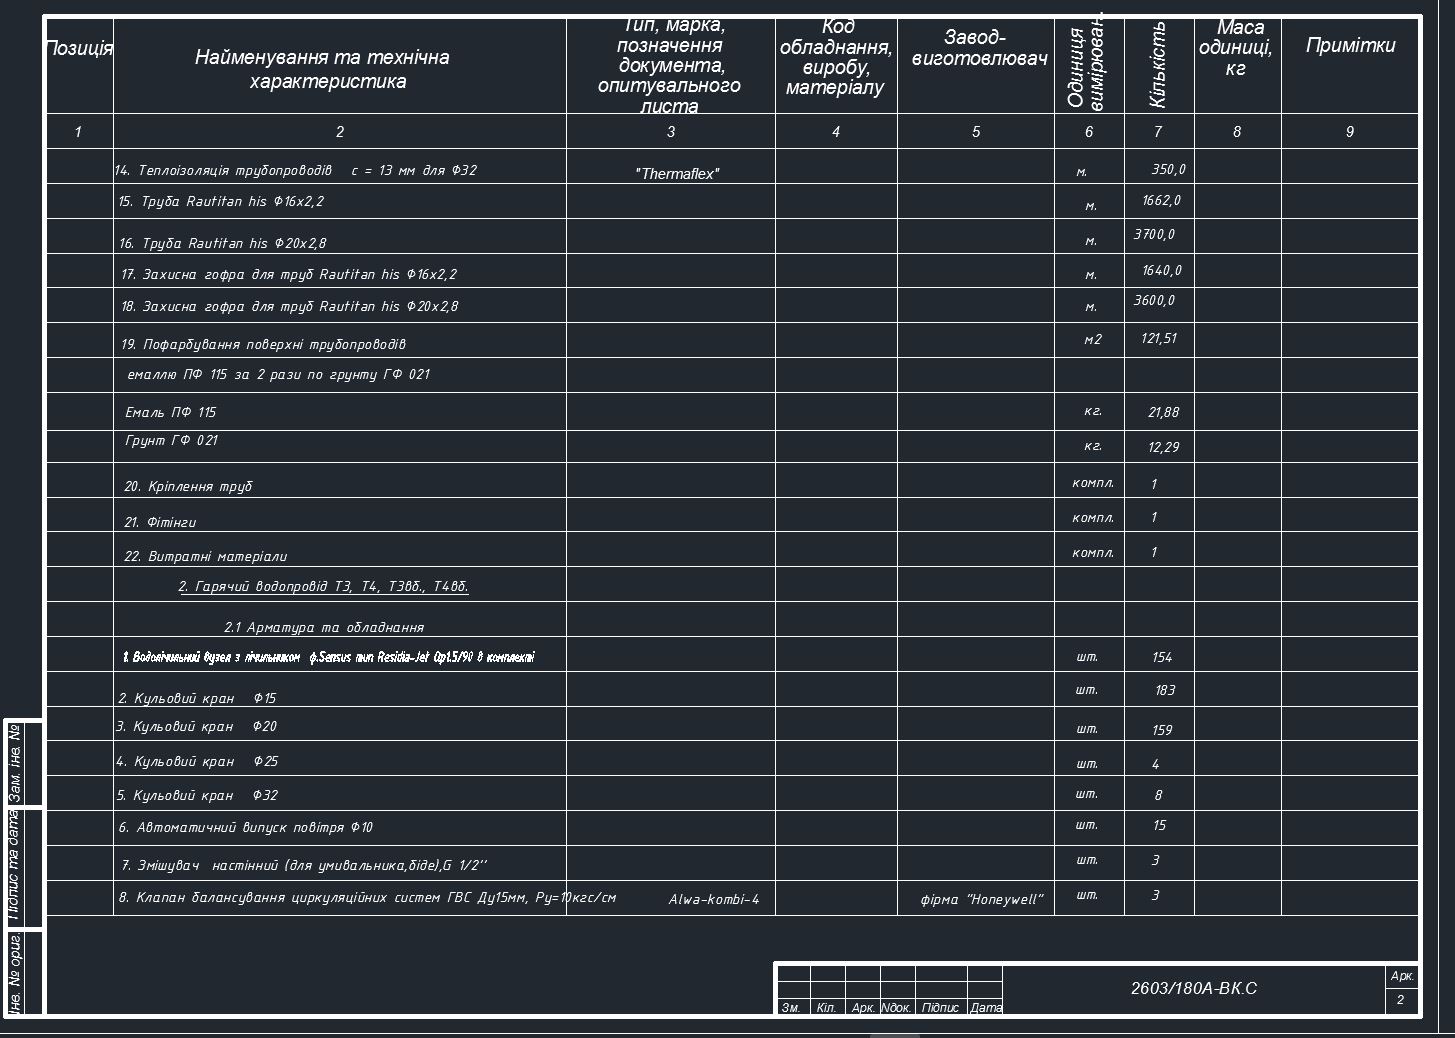 Позиція
Найменування та технічна
характеристика
Тип, марка,
позначення
документа,
опитувального
листа
Код
обладнання,
виробу,
матеріалу
Завод-
виготовлювач
Одиниця
вимірюван.
Кількість
Маса
одиниці,
кг
Примітки
1 2 3 4 5 6 7 8 9
14. Теплоізоляція трубопроводів с = 13 мм для Ф32 "Thermaflex" м. 350,0
15. Труба Rautitan his Ф16х2,2 м. 1662,0
16. Труба Rautitan his Ф20х2,8 м. 3700,0
17. Захисна гофра для труб Rautitan his Ф16х2,2 м. 1640,0
18. Захисна гофра для труб Rautitan his Ф20х2,8 м. 3600,0
19. Пофарбування поверхні трубопроводів м2 121,51
емаллю ПФ 115 за 2 рази по грунту ГФ 021
Емаль ПФ 115 кг. 21,88
Грунт ГФ 021 кг. 12,29
20. Кріплення труб компл. 1
21. Фітінги компл. 1
22. Витратні матеріали компл. 1
2. Гарячий водопровід Т3, Т4, Т3вб., Т4вб.
2.1 Арматура та обладнання
1. Водолічильний вузел з лічильником ф.Sensus тип Residia-Jet Qp1.5/90 в комплекті шт. 154
2. Кульовий кран Ф15 шт. 183
3. Кульовий кран Ф20 шт. 159
4. Кульовий кран Ф25 шт. 4
5. Кульовий кран Ф32 шт. 8
6. Автоматичний випуск повітря Ф10 шт. 15
7. Змішувач настінний (для умивальника,біде),G 1/2'' шт. 3
8. Клапан балансування циркуляційних систем ГВС Ду15мм, Ру=10кгс/см Alwa-kombi-4 фірма "Honeywell" шт. 3
Зам. інв. №
Підпис та дата
Інв. № ориг.
Зм. Кіл. Арк. Nдок. Підпис Дата
2603/180А-ВК.С
Арк.
2